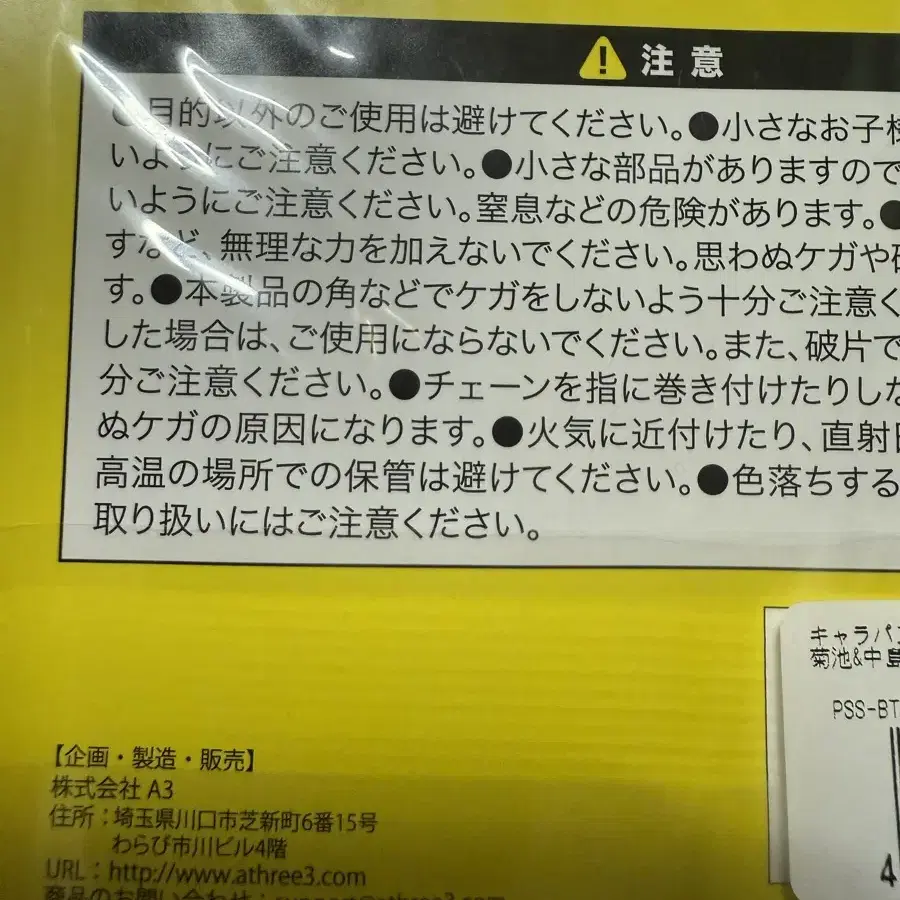 注 意
目的以外のご使用は避けてください。●小さなお子様
いようにご注意ください。●小さな部品がありますので
いようにご注意ください。窒息などの危険があります。●
すなど、無理な力を加えないでください。思わぬケガや
す。●本製品の角などでケガをしないよう十分ご注意く
した場合は、ご使用にならないでください。また、破片で
分ご注意ください。●チェーンを指に巻き付けたりしな
ぬケガの原因になります。●火気に近付けたり、直射
高温の場所での保管は避けてください。●色落ちする
取り扱いにはご注意ください。
キャラパ
菊池&中島
PSS-BT
4
【企画・製造・販売】
株式会社 A3
住所：埼玉県川口市芝新町6番15号
わらび市川ビル4階
URL：http://www.athree3.com
商品のお問い合わせ：support@athree3.com